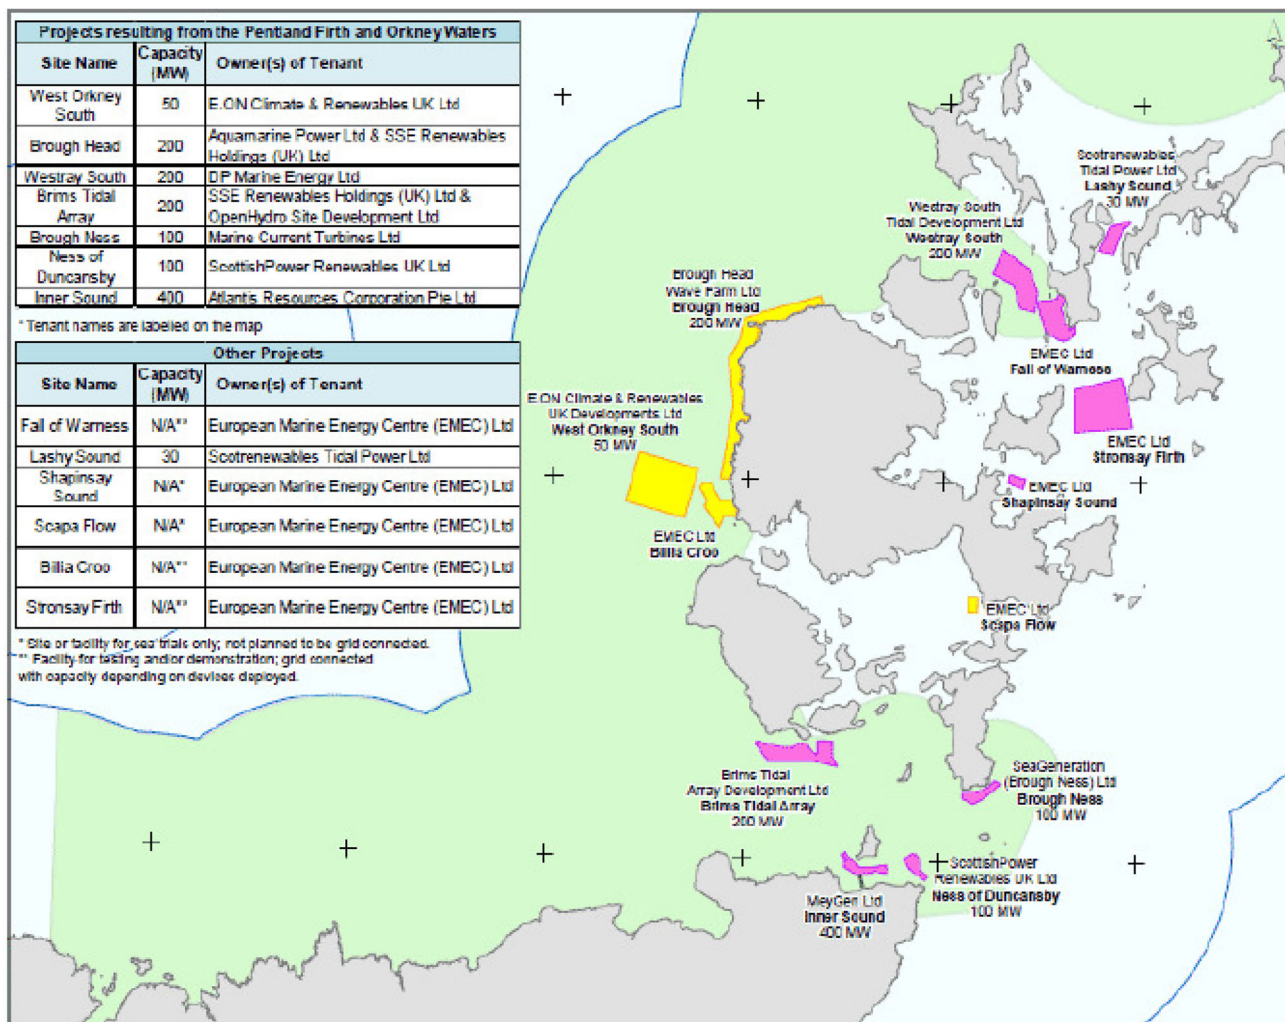 Projects resulting from the Pentland Firth and Orkney Waters
Site Name Capacity (MW) Owner(s) of Tenant
West Orkney South 50 E.ON Climate & Renewables UK Ltd
Brough Head 200 Aquamarine Power Ltd & SSE Renewables Holdings (UK) Ltd
Westray South 200 DP Marine Energy Ltd
Brims Tidal Array 200 SSE Renewables Holdings (UK) Ltd & OpenHydro Site Development Ltd
Brough Ness 100 Marine Current Turbines Ltd
Ness of Duncansby 100 ScottishPower Renewables UK Ltd
Inner Sound 400 Atlantis Resources Corporation Pte Ltd
* Tenant names are labelled on the map
Other Projects
Site Name Capacity (MW) Owner(s) of Tenant
Fall of Warness N/A** European Marine Energy Centre (EMEC) Ltd
Lashy Sound 30 Scotrenewables Tidal Power Ltd
Shapinsay Sound N/A* European Marine Energy Centre (EMEC) Ltd
Scapa Flow N/A* European Marine Energy Centre (EMEC) Ltd
Billia Croo N/A** European Marine Energy Centre (EMEC) Ltd
Stronsay Firth N/A** European Marine Energy Centre (EMEC) Ltd
* Site or facility for sea trials only; not planned to be grid connected.
** Facility for testing and/or demonstration; grid connected
with capacity depending on devices deployed.
Scotrenewables
Tidal Power Ltd
Lashy Sound
30 MW
Westray South
Tidal Development Ltd
Westray South
200 MW
Brough Head
Wave Farm Ltd
Brough Head
200 MW
EMEC Ltd
Fall of Warness
E.ON Climate & Renewables
UK Developments Ltd
West Orkney South
50 MW
EMEC Ltd
Stronsay Firth
EMEC Ltd
Shapinsay Sound
EMEC Ltd
Billia Croo
EMEC Ltd
Scapa Flow
Brims Tidal
Array Development Ltd
Brims Tidal Array
200 MW
SeaGeneration
(Brough Ness) Ltd
Brough Ness
100 MW
ScottishPower
Renewables UK Ltd
Ness of Duncansby
100 MW
MeyGen Ltd
Inner Sound
400 MW